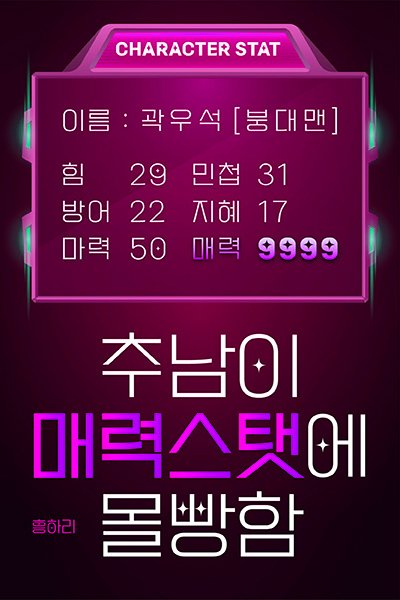 CHARACTER STAT
이름 : 곽우석 [붕대맨]
힘 29 민첩 31
방어 22 지혜 17
마력 50 매력 9999
추남이
매력스탯에
몰빵함
흠하리